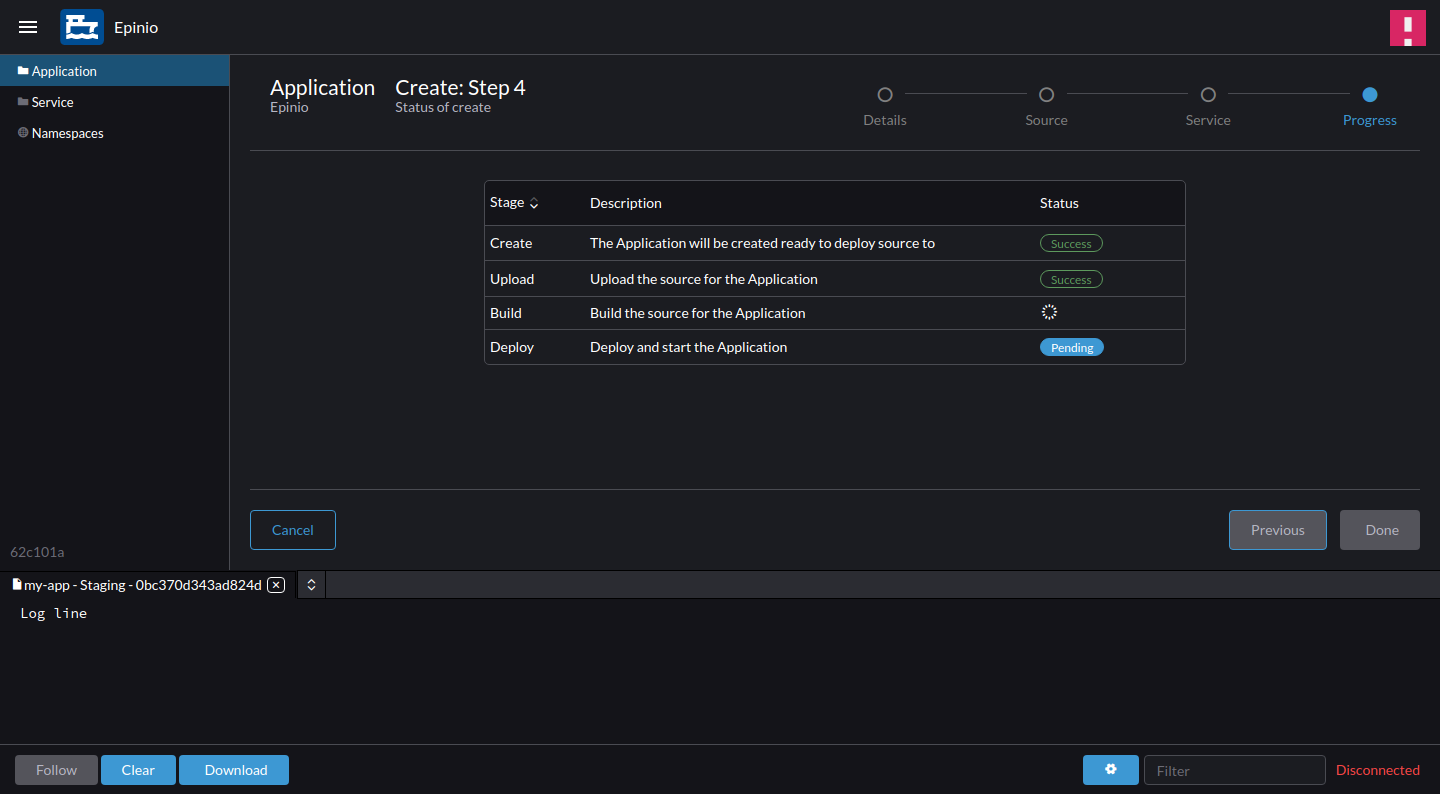 Epinio
Application
Service
Namespaces
62c101a
Application
Epinio
Create: Step 4
Status of create
Details
Source
Service
Progress
Stage Description Status
Create The Application will be created ready to deploy source to Success
Upload Upload the source for the Application Success
Build Build the source for the Application
Deploy Deploy and start the Application Pending
Cancel
Previous
Done
my-app - Staging - 0bc370d343ad824d
Log line
Follow
Clear
Download
Filter
Disconnected